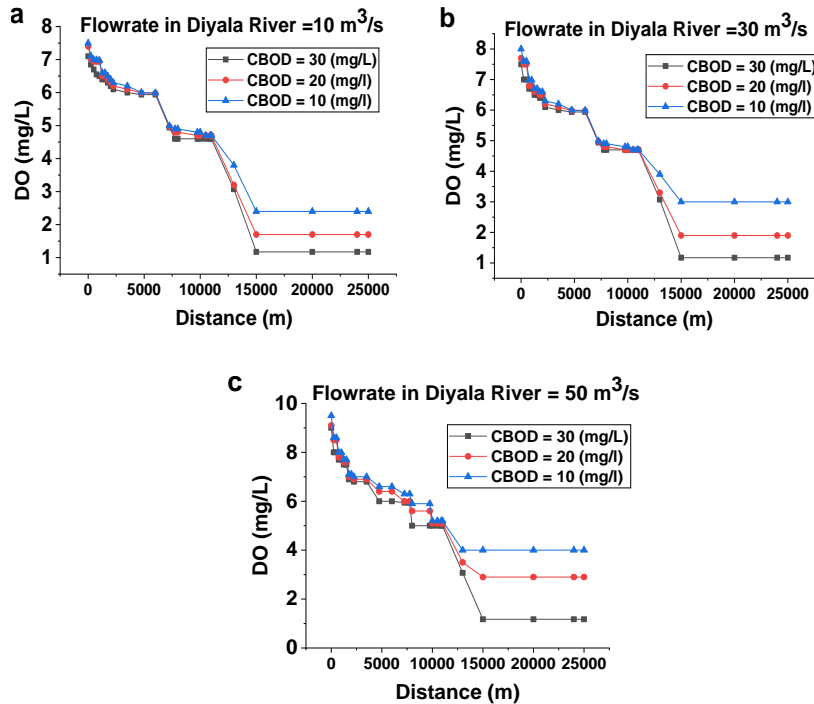 a
Flowrate in Diyala River =10 m³/s
CBOD = 30 (mg/L)
CBOD = 20 (mg/l)
CBOD = 10 (mg/l)
8
7
6
5
4
3
2
1
DO (mg/L)
0 5000 10000 15000 20000 25000
Distance (m)
b
Flowrate in Diyala River =30 m³/s
CBOD = 30 (mg/L)
CBOD = 20 (mg/l)
CBOD = 10 (mg/l)
8
7
6
5
4
3
2
1
DO (mg/L)
0 5000 10000 15000 20000 25000
Distance (m)
c
Flowrate in Diyala River = 50 m³/s
CBOD = 30 (mg/L)
CBOD = 20 (mg/l)
CBOD = 10 (mg/l)
10
8
6
4
2
0
DO (mg/L)
0 5000 10000 15000 20000 25000
Distance (m)